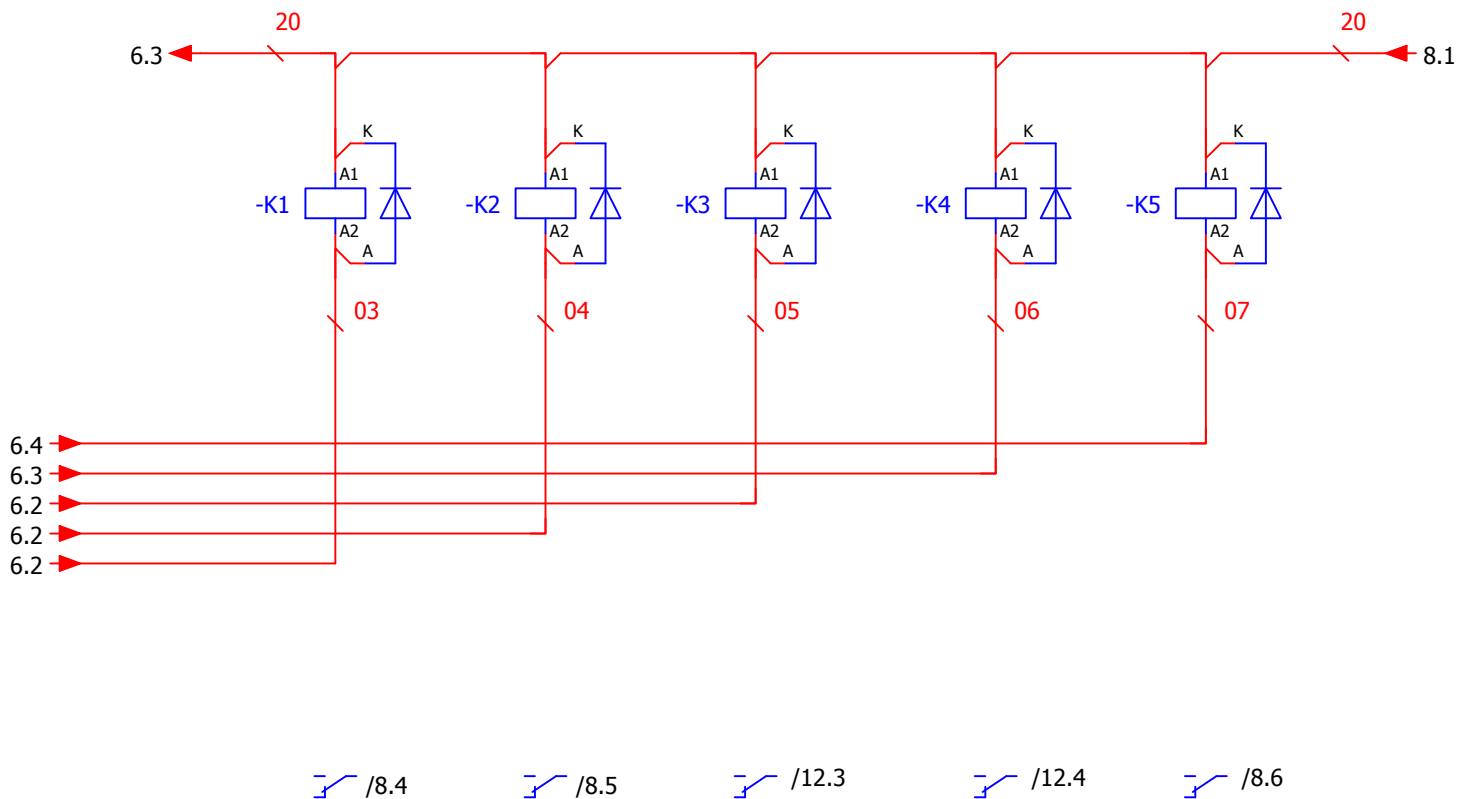 20 20
6.3 8.1
K K K K K
A1 A1 A1 A1 A1
-K1 -K2 -K3 -K4 -K5
A2 A2 A2 A2 A2
A A A A A
03 04 05 06 07
6.4
6.3
6.2
6.2
6.2
/8.4 /8.5 /12.3 /12.4 /8.6